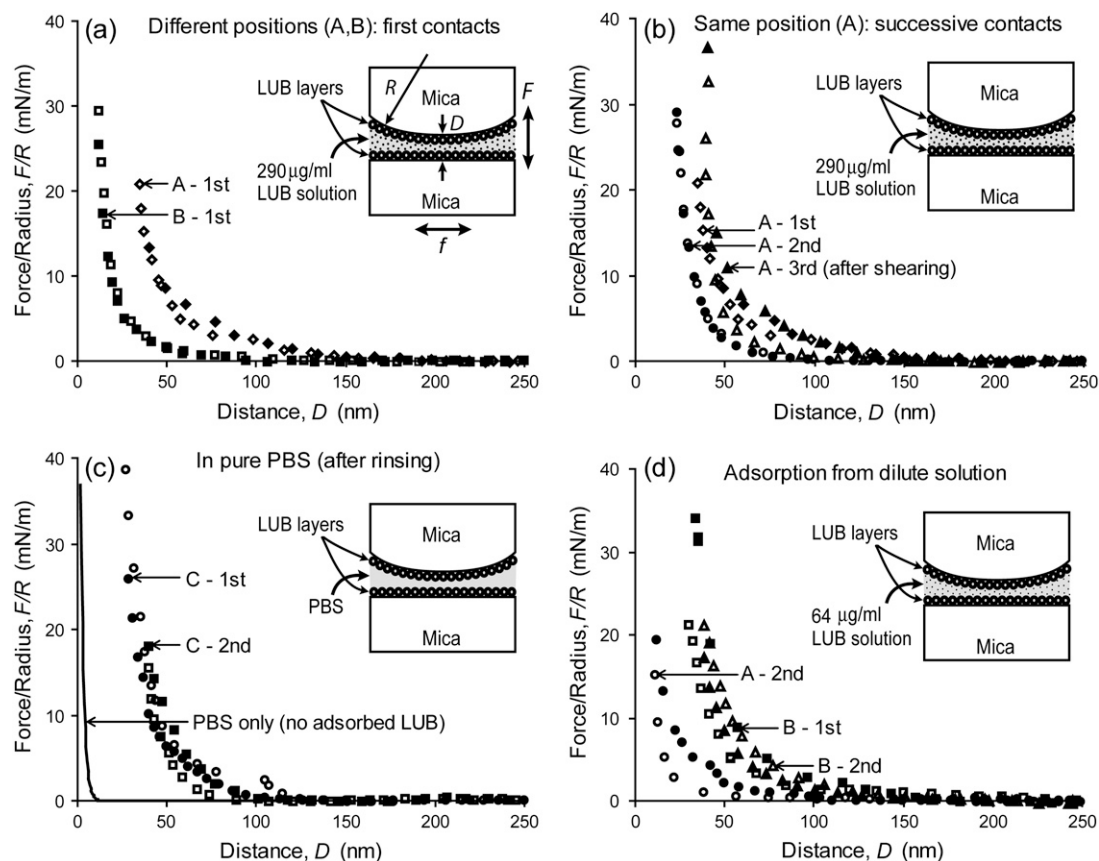 (a)
Different positions (A,B): first contacts
Force/Radius, F/R (mN/m)
40
30
20
10
0
0
50
100
150
200
250
Distance, D (nm)
LUB layers
R
Mica
D
F
290 µg/ml
LUB solution
Mica
f
A - 1st
B - 1st
(b)
Same position (A): successive contacts
Force/Radius, F/R (mN/m)
40
30
20
10
0
0
50
100
150
200
250
Distance, D (nm)
LUB layers
Mica
290 µg/ml
LUB solution
Mica
A - 1st
A - 2nd
A - 3rd (after shearing)
(c)
In pure PBS (after rinsing)
Force/Radius, F/R (mN/m)
40
30
20
10
0
0
50
100
150
200
250
Distance, D (nm)
LUB layers
Mica
PBS
Mica
C - 1st
C - 2nd
PBS only (no adsorbed LUB)
(d)
Adsorption from dilute solution
Force/Radius, F/R (mN/m)
40
30
20
10
0
0
50
100
150
200
250
Distance, D (nm)
LUB layers
Mica
64 µg/ml
LUB solution
Mica
A - 2nd
B - 1st
B - 2nd